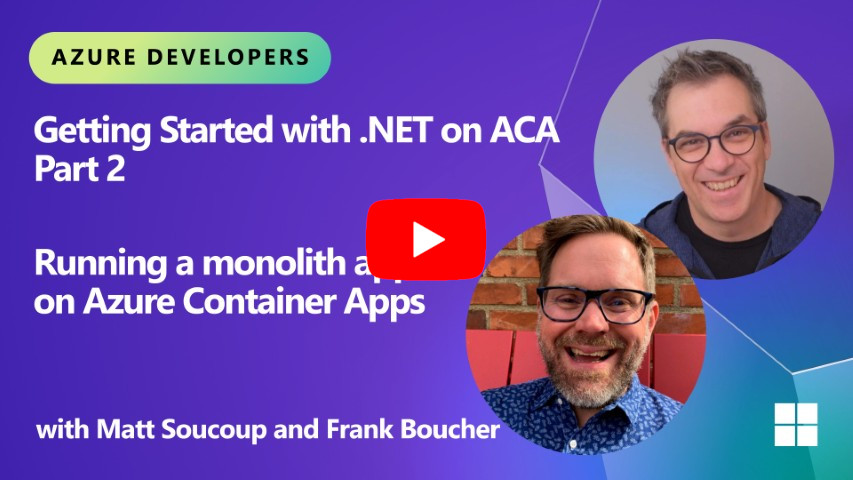 AZURE DEVELOPERS
Getting Started with .NET on ACA
Part 2
Running a monolith
on Azure Container Apps
with Matt Soucoup and Frank Boucher